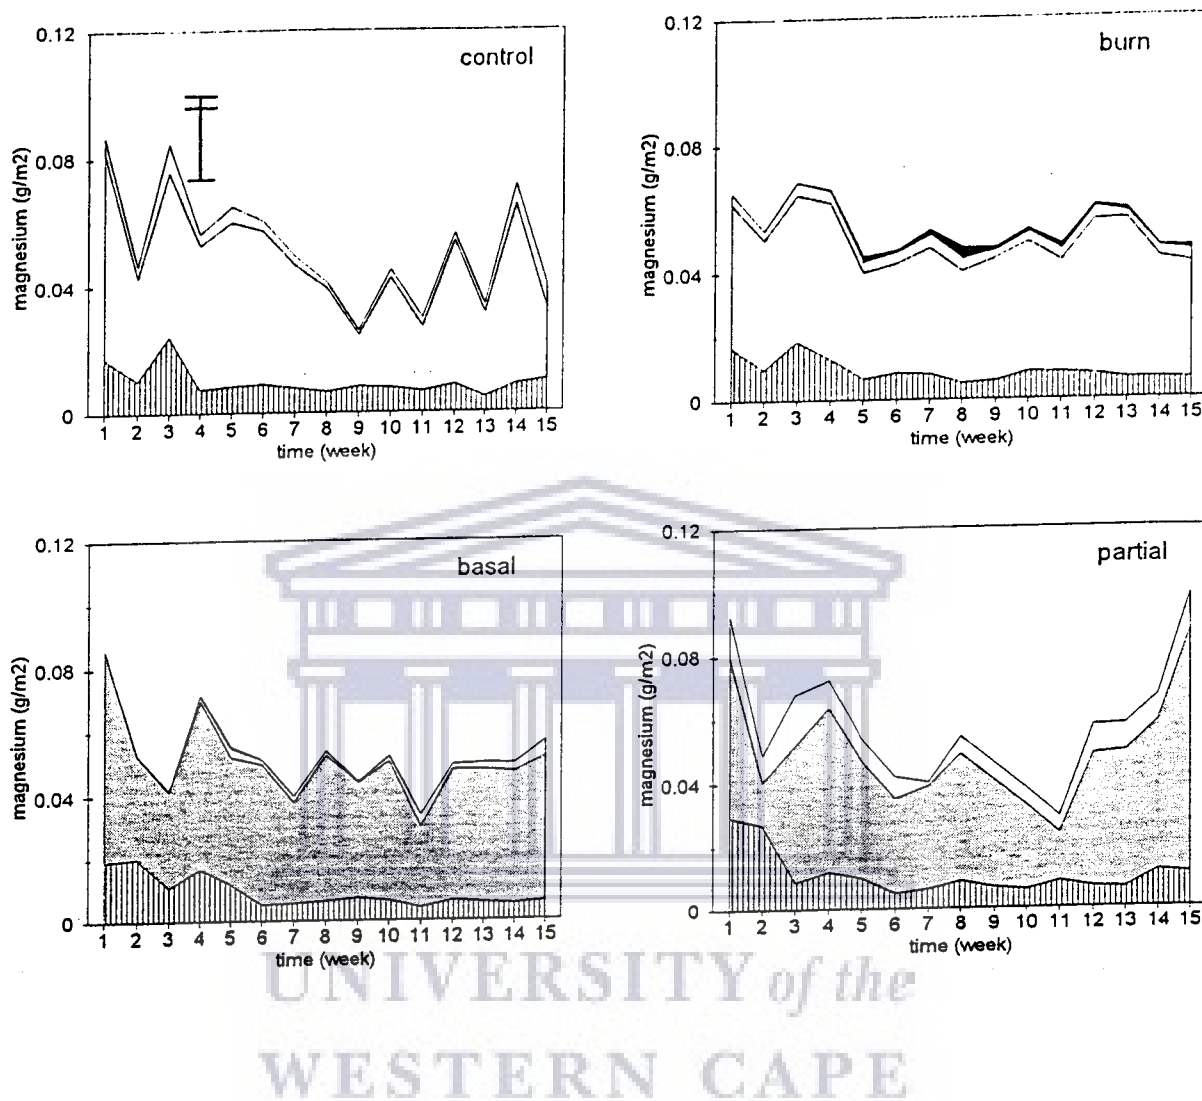 control
magnesium (g/m2)
0.12
0.08
0.04
0
1 2 3 4 5 6 7 8 9 10 11 12 13 14 15
time (week)
burn
magnesium (g/m2)
0.12
0.08
0.04
0
1 2 3 4 5 6 7 8 9 10 11 12 13 14 15
time (week)
basal
magnesium (g/m2)
0.12
0.08
0.04
0
1 2 3 4 5 6 7 8 9 10 11 12 13 14 15
time (week)
partial
magnesium (g/m2)
0.12
0.08
0.04
0
1 2 3 4 5 6 7 8 9 10 11 12 13 14 15
time (week)
UNIVERSITY of the
WESTERN CAPE